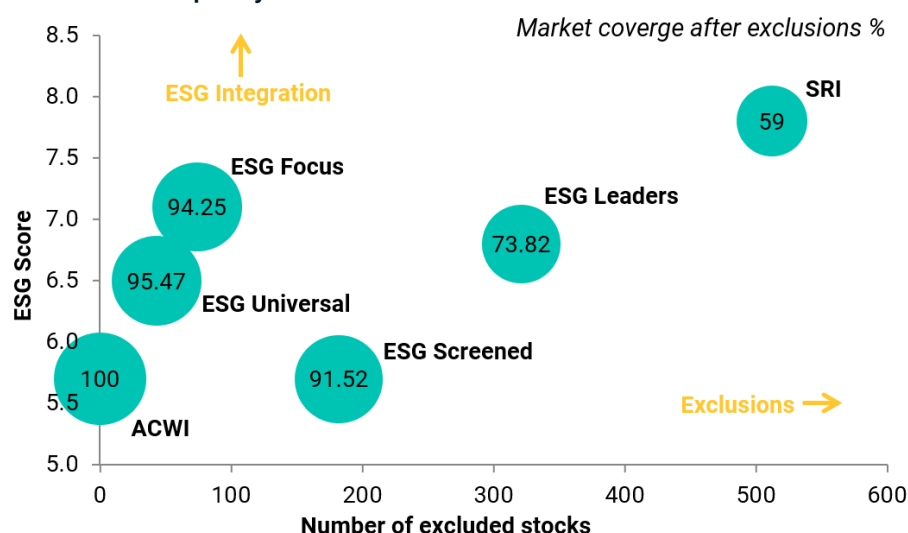 Market coverge after exclusions %
8.5
ESG Integration
8.0
SRI
59
7.5
ESG Focus
94.25
7.0
ESG Leaders
73.82
ESG Score
6.5
95.47
ESG Universal
6.0
ESG Screened
100
91.52
5.5
Exclusions
ACWI
5.0
0 100 200 300 400 500 600
Number of excluded stocks